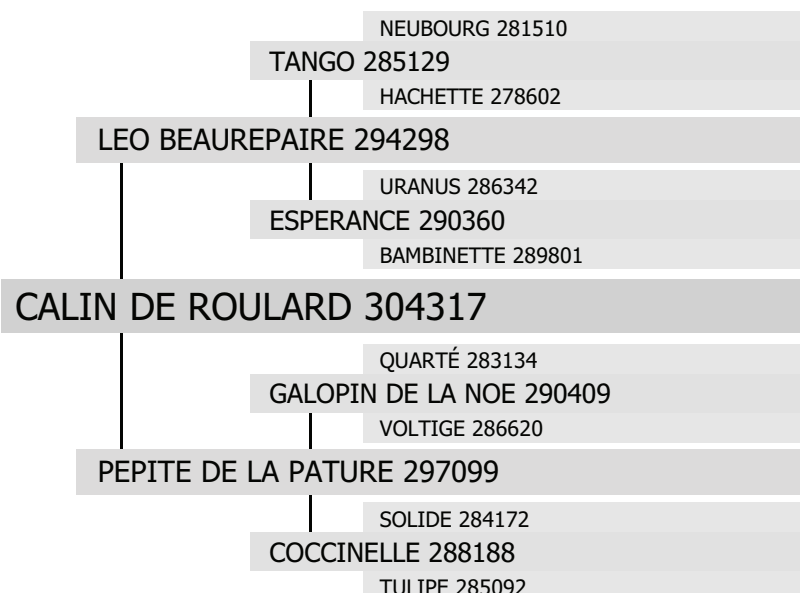 NEUBOURG 281510
TANGO 285129
HACHETTE 278602
LEO BEAUREPAIRE 294298
URANUS 286342
ESPERANCE 290360
BAMBINETTE 289801
CALIN DE ROULARD 304317
QUARTÉ 283134
GALOPIN DE LA NOE 290409
VOLTIGE 286620
PEPITE DE LA PATURE 297099
SOLIDE 284172
COCCINELLE 288188
TULIPE 285092